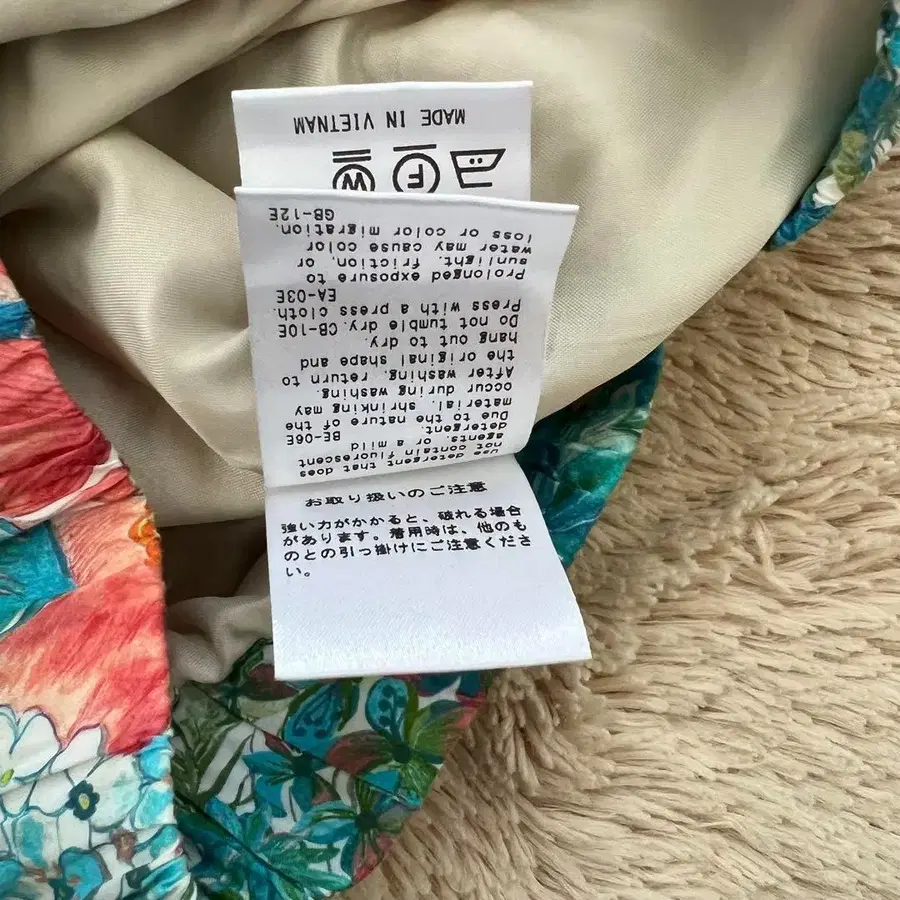 Use detergent that does
not contain fluorescent
agents. or a mild
detergent. BE-06E
Due to the nature of the
material. shrinking may
occur during washing.
After washing, return to
the original shape and
hang out to dry.
Do not tumble dry. CB-10E
Press with a press cloth.
EA-03E
Prolonged exposure to
sunlight, friction, or
water may cause color
loss or color migration.
GB-12E
F W
MADE IN VIETNAM
お取り扱いのご注意
強い力がかかると、破れる場合
があります。着用時は、他のも
のとの引っ掛けにご注意くださ
い。